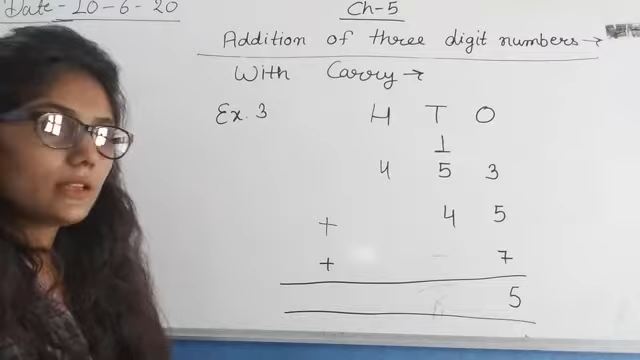 Date - 10-6-20
Ch-5
Addition of three digit numbers →
With Carry →
Ex. 3 H T O
1
4 5 3
+ 4 5
+ 7
5